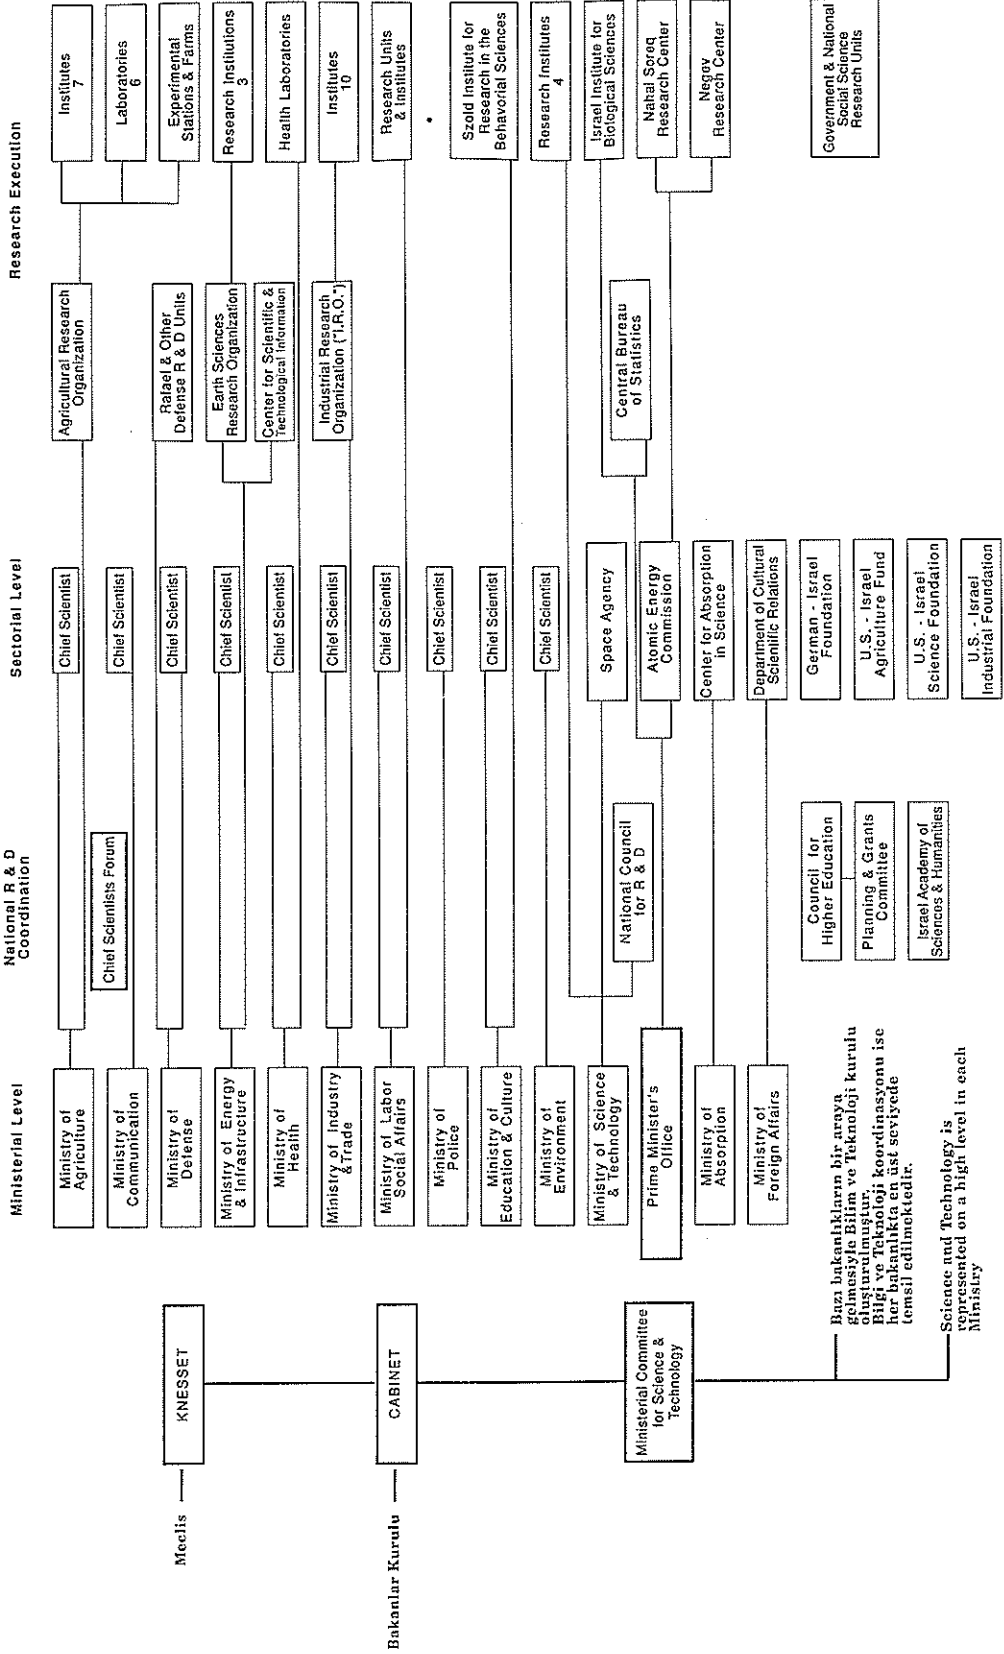 Ministerial Level
National R & D
Coordination
Sectorial Level
Research Execution
Meclis
KNESSET
Bakanlar Kurulu
CABINET
Ministerial Committee
for Science &
Technology
Bazı bakanlıkların bir araya
gelmesiyle Bilim ve Teknoloji kurulu
oluşturulmuştur.
Bilgi ve Teknoloji koordinasyonu ise
her bakanlıkta en üst seviyede
temsil edilmektedir.
Science and Technology is
represented on a high level in each
Ministry
Ministry of
Agriculture
Ministry of
Communication
Ministry of
Defense
Ministry of Energy
& Infrastructure
Ministry of
Health
Ministry of Industry
& Trade
Ministry of Labor
Social Affairs
Ministry of
Police
Ministry of
Education & Culture
Ministry of
Environment
Ministry of Science
& Technology
Prime Minister's
Office
Ministry of
Absorption
Ministry of
Foreign Affairs
Chief Scientists Forum
National Council
for R & D
Council for
Higher Education
Planning & Grants
Committee
Israel Academy of
Sciences & Humanities
Chief Scientist
Chief Scientist
Chief Scientist
Chief Scientist
Chief Scientist
Chief Scientist
Chief Scientist
Chief Scientist
Chief Scientist
Chief Scientist
Space Agency
Atomic Energy
Commission
Center for Absorption
in Science
Department of Cultural
Scientific Relations
German - Israel
Foundation
U.S. - Israel
Agriculture Fund
U.S. - Israel
Science Foundation
U.S. - Israel
Industrial Foundation
Agricultural Research
Organization
Rafael & Other
Defense R & D Units
Earth Sciences
Research Organization
Center for Scientific &
Technological Information
Industrial Research
Organization ("I.R.O.")
Central Bureau
of Statistics
Institutes
7
Laboratories
6
Experimental
Stations & Farms
Research Institutions
3
Health Laboratories
Institutes
10
Research Units
& Institutes
Szold Institute for
Research in the
Behavorial Sciences
Research Institutes
4
Israel Institute for
Biological Sciences
Nahal Soreq
Research Center
Negev
Research Center
Government & National
Social Science
Research Units